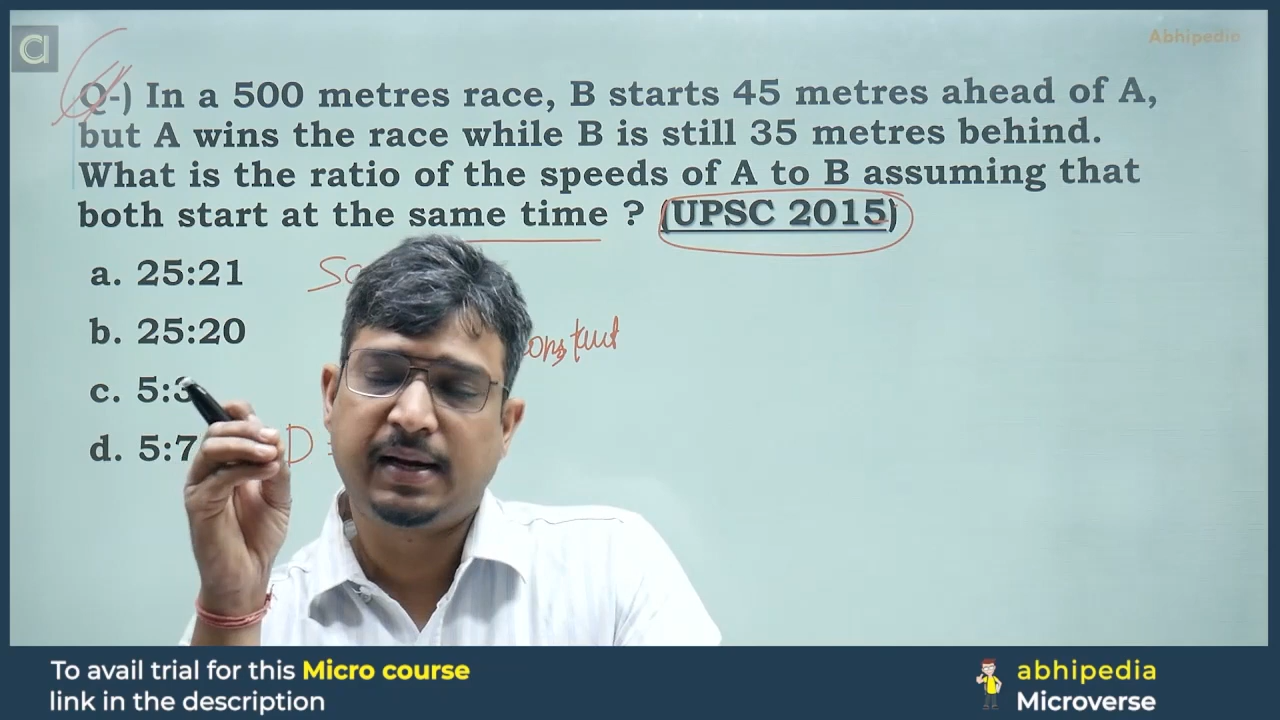 Abhipedia
Q-) In a 500 metres race, B starts 45 metres ahead of A,
but A wins the race while B is still 35 metres behind.
What is the ratio of the speeds of A to B assuming that
both start at the same time ? (UPSC 2015)
a. 25:21
b. 25:20
c. 5:3
d. 5:7
D =
To avail trial for this Micro course
link in the description
abhipedia
Microverse